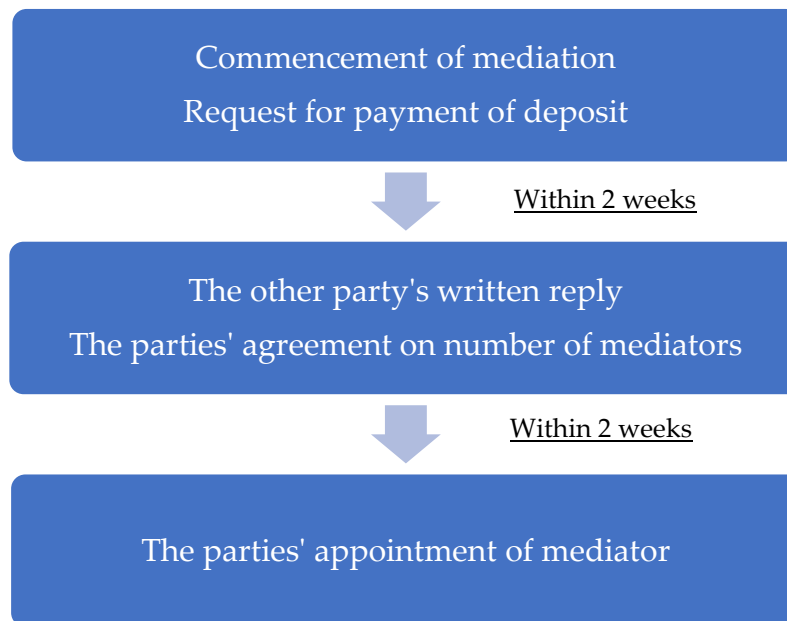 Commencement of mediation
Request for payment of deposit
Within 2 weeks
The other party's written reply
The parties' agreement on number of mediators
Within 2 weeks
The parties' appointment of mediator